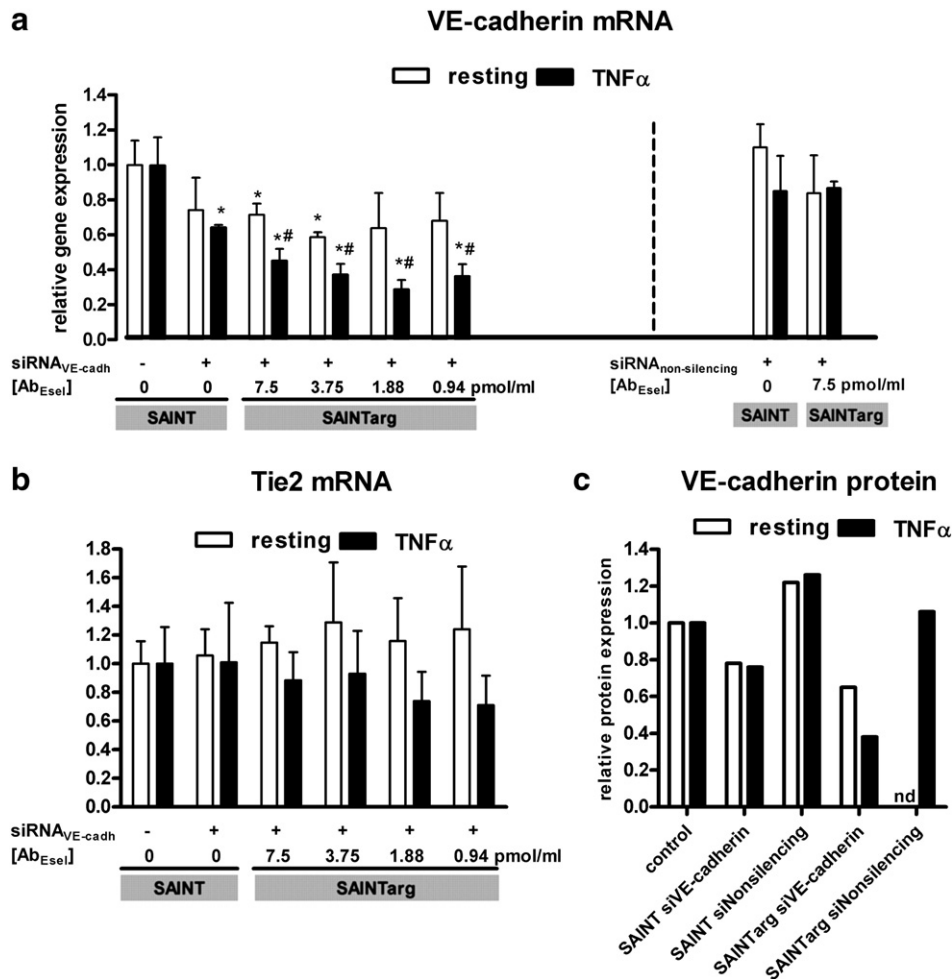 a
VE-cadherin mRNA
resting TNFα
relative gene expression
1.4
1.2
1.0
0.8
0.6
0.4
0.2
0.0
* * *# * *# *# *#
siRNAVE-cadh - + + + + +
[AbEsel] 0 0 7.5 3.75 1.88 0.94 pmol/ml
SAINT SAINTarg
siRNAnon-silencing + +
[AbEsel] 0 7.5 pmol/ml
SAINT SAINTarg
b
Tie2 mRNA
resting TNFα
1.8
1.6
1.4
1.2
1.0
0.8
0.6
0.4
0.2
0.0
siRNAVE-cadh - + + + + +
[AbEsel] 0 0 7.5 3.75 1.88 0.94 pmol/ml
SAINT SAINTarg
c
VE-cadherin protein
resting TNFα
relative protein expression
1.4
1.2
1.0
0.8
0.6
0.4
0.2
0.0
nd
control
SAINT siVE-cadherin
SAINT siNonsilencing
SAINTarg siVE-cadherin
SAINTarg siNonsilencing